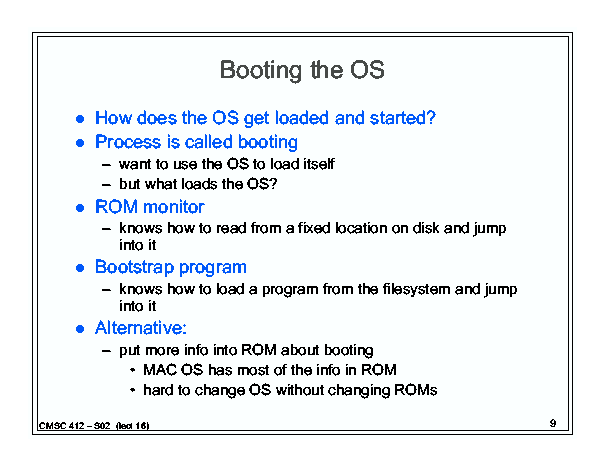 Booting the OS
● How does the OS get loaded and started?
● Process is called booting
– want to use the OS to load itself
– but what loads the OS?
● ROM monitor
– knows how to read from a fixed location on disk and jump
into it
● Bootstrap program
– knows how to load a program from the filesystem and jump
into it
● Alternative:
– put more info into ROM about booting
• MAC OS has most of the info in ROM
• hard to change OS without changing ROMs
CMSC 412 – S02 (lect 16)
9